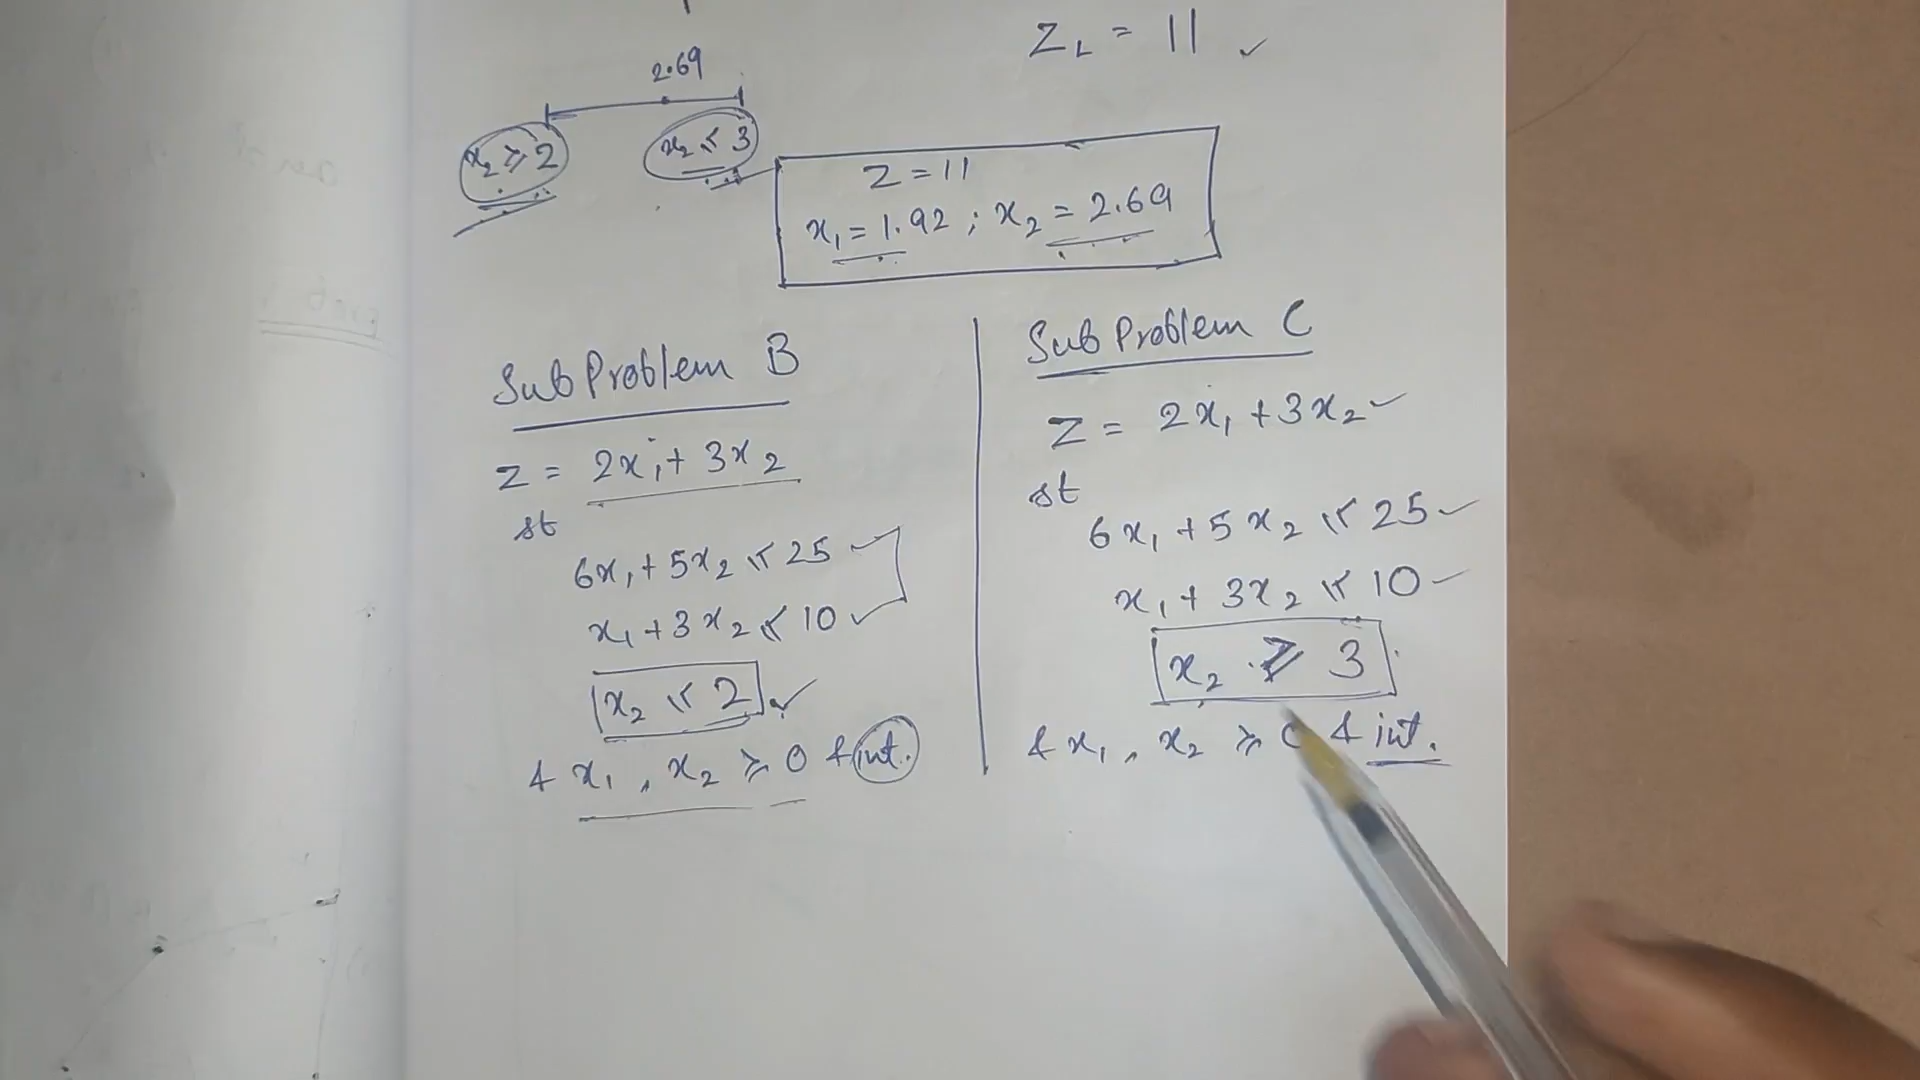 Z_L = 11 ✓
2.69
x₂ ≥ 2
x₂ ≤ 3
Z = 11
x₁ = 1.92 ; x₂ = 2.69
Sub Problem B
Z = 2x₁ + 3x₂
st
6x₁ + 5x₂ ≤ 25 ✓
x₁ + 3x₂ ≤ 10 ✓
x₂ ≤ 2 ✓
& x₁, x₂ ≥ 0 & int.
Sub Problem C
Z = 2x₁ + 3x₂ ✓
st
6x₁ + 5x₂ ≤ 25 ✓
x₁ + 3x₂ ≤ 10 ✓
x₂ ≥ 3
& x₁, x₂ ≥ 0 & int.